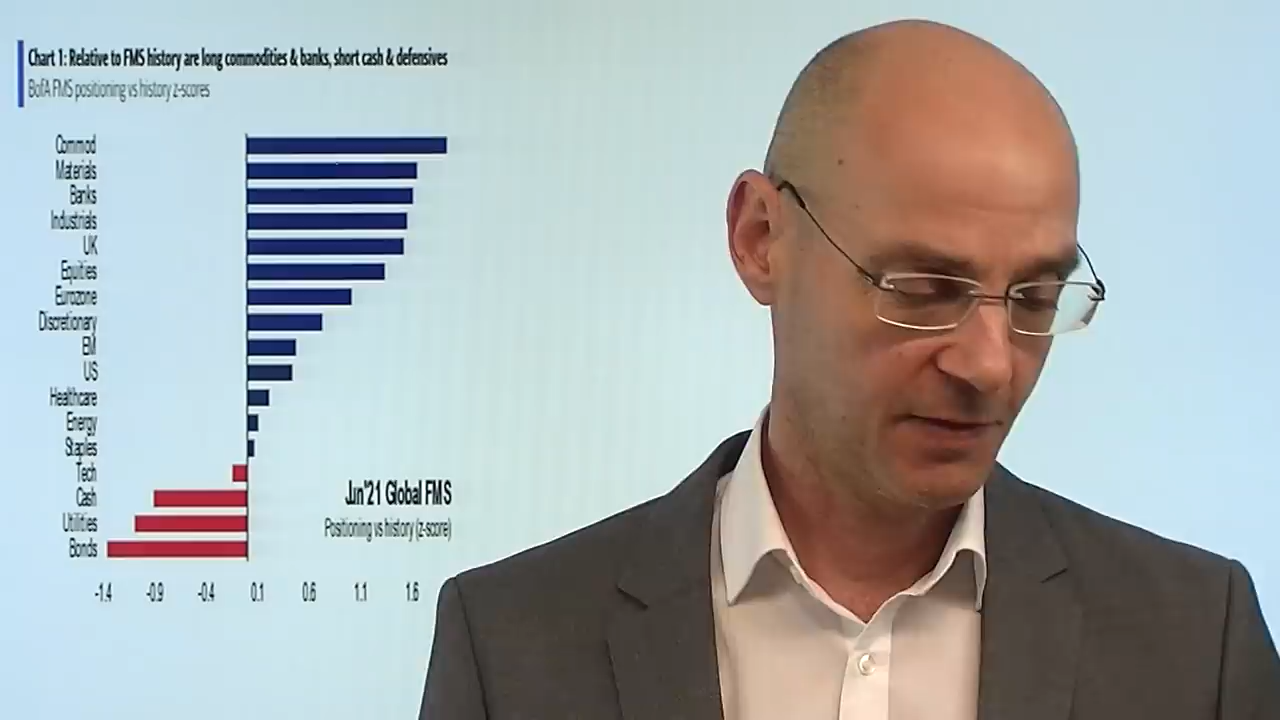 Chart 1: Relative to FMS history are long commodities & banks, short cash & defensives
BofA FMS positioning vs history z-scores
Commod
Materials
Banks
Industrials
UK
Equities
Eurozone
Discretionary
EM
US
Healthcare
Energy
Staples
Tech
Cash
Utilities
Bonds
Jun'21 Global FMS
Positioning vs history (z-score)
-1.4 -0.9 -0.4 0.1 0.6 1.1 1.6